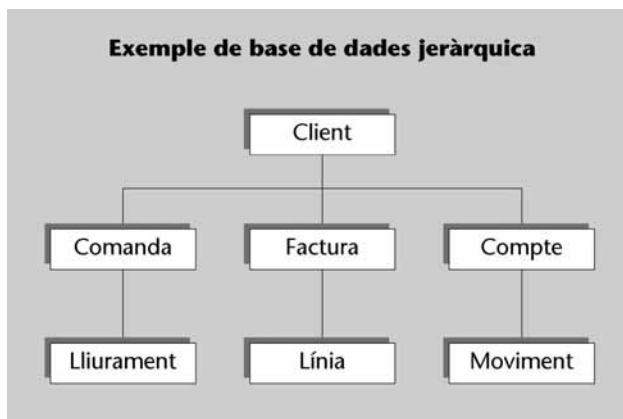 Exemple de base de dades jeràrquica
Client
Comanda
Factura
Compte
Lliurament
Línia
Moviment